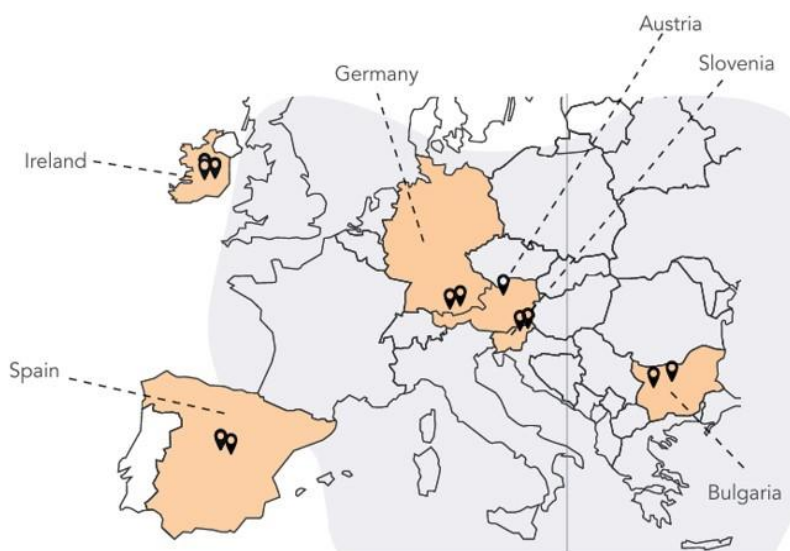 Austria
Slovenia
Germany
Ireland
Spain
Bulgaria